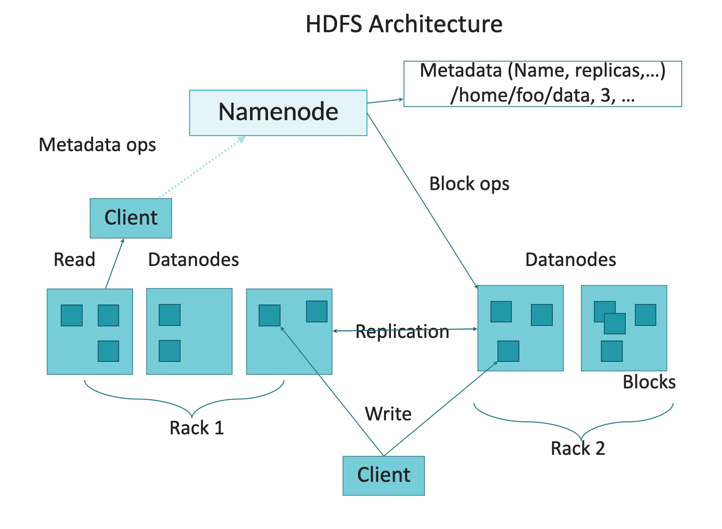 HDFS Architecture
Metadata (Name, replicas,...)
/home/foo/data, 3, ...
Namenode
Metadata ops
Block ops
Client
Read
Datanodes
Datanodes
Replication
Blocks
Write
Rack 1
Rack 2
Client